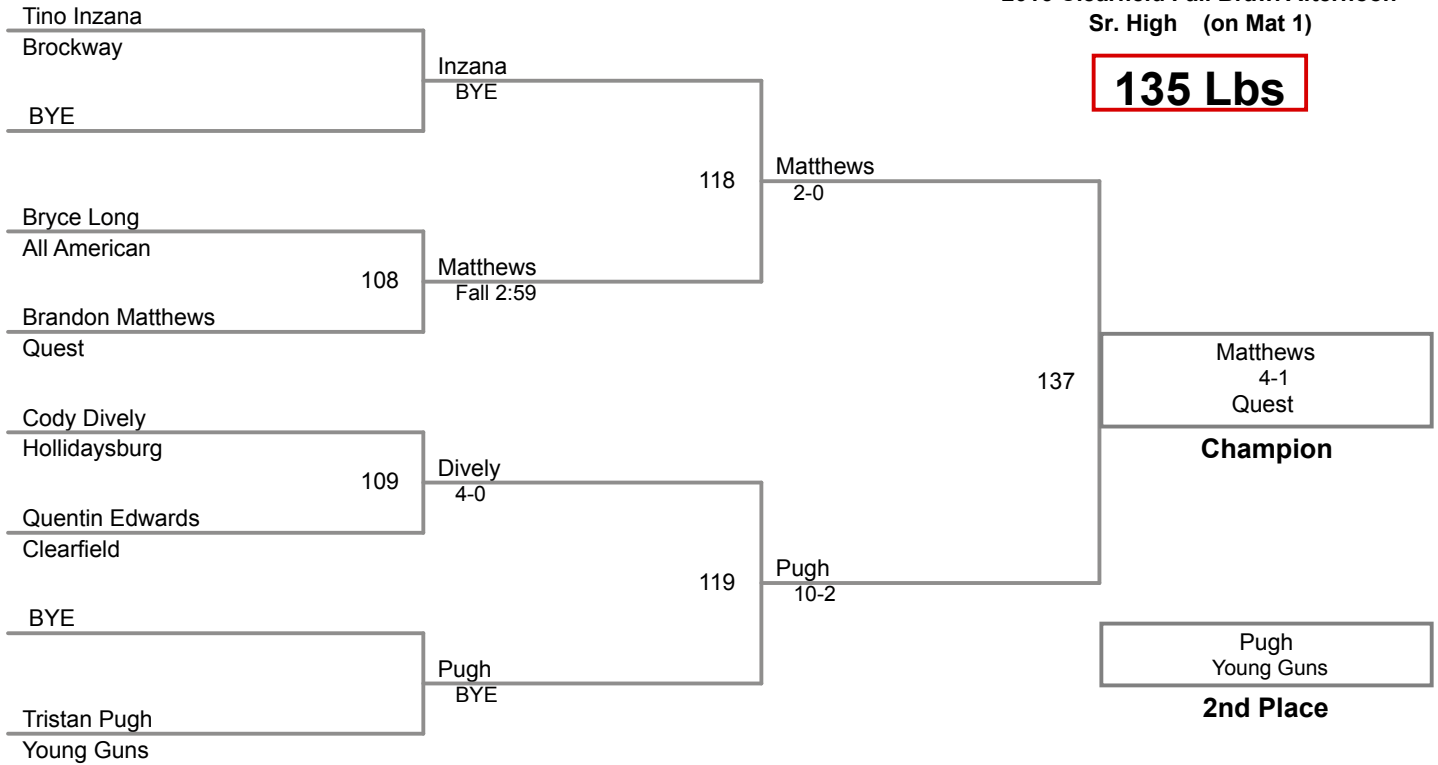 Clearfield Fall Afternoon
Sr. High (on Mat 1)
135 Lbs
Tino Inzana
Brockway
Inzana
BYE
BYE
118
Matthews
2-0
Bryce Long
All American
108
Matthews
Fall 2:59
Brandon Matthews
Quest
137
Matthews
4-1
Quest
Champion
Cody Dively
Hollidaysburg
109
Dively
4-0
Quentin Edwards
Clearfield
119
Pugh
10-2
BYE
Pugh
BYE
Tristan Pugh
Young Guns
Pugh
Young Guns
2nd Place